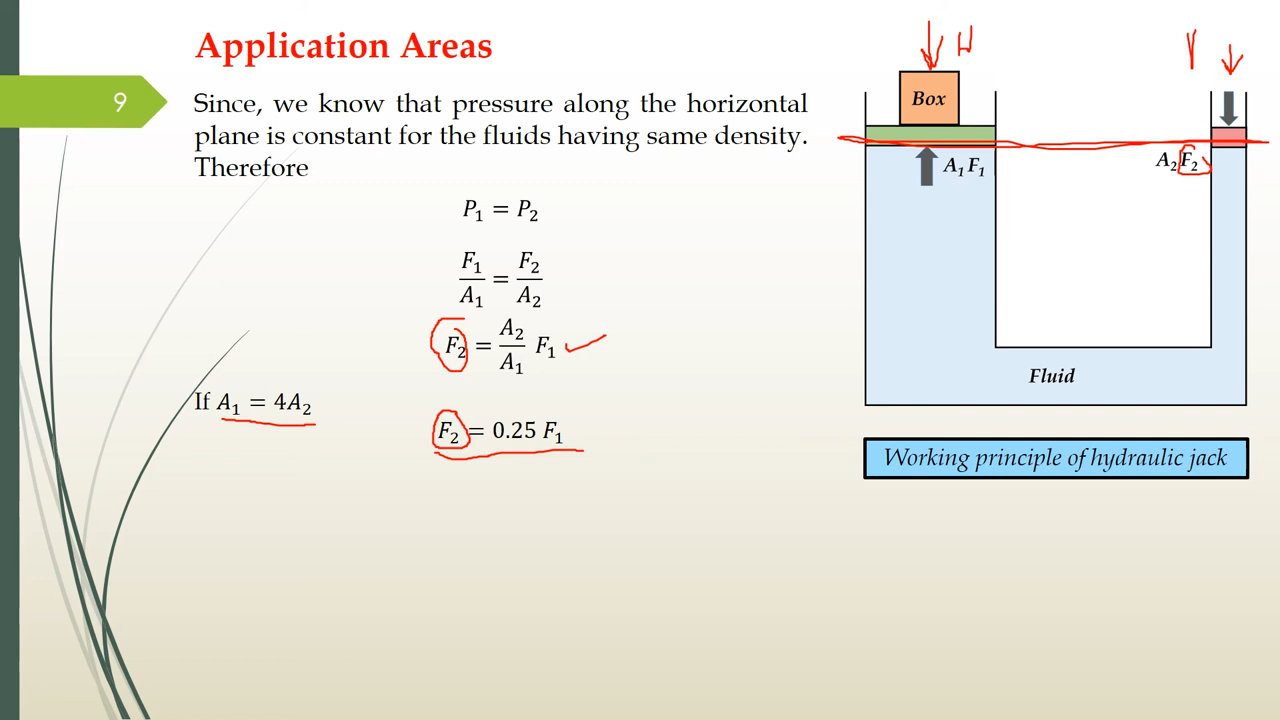 Application Areas
9
Since, we know that pressure along the horizontal
plane is constant for the fluids having same density.
Therefore
P₁ = P₂
F₁/A₁ = F₂/A₂
F₂ = A₂/A₁ F₁
If A₁ = 4A₂
F₂ = 0.25 F₁
Box
A₁ F₁
A₂ F₂
Fluid
Working principle of hydraulic jack